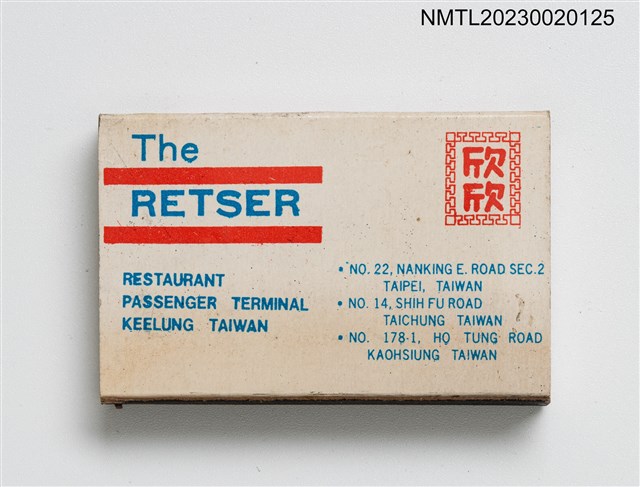 NMTL20230020125
The
RETSER
欣
欣
RESTAURANT
PASSENGER TERMINAL
KEELUNG TAIWAN
• NO. 22, NANKING E. ROAD SEC.2
TAIPEI, TAIWAN
• NO. 14, SHIH FU ROAD
TAICHUNG TAIWAN
• NO. 178-1, HO TUNG ROAD
KAOHSIUNG TAIWAN